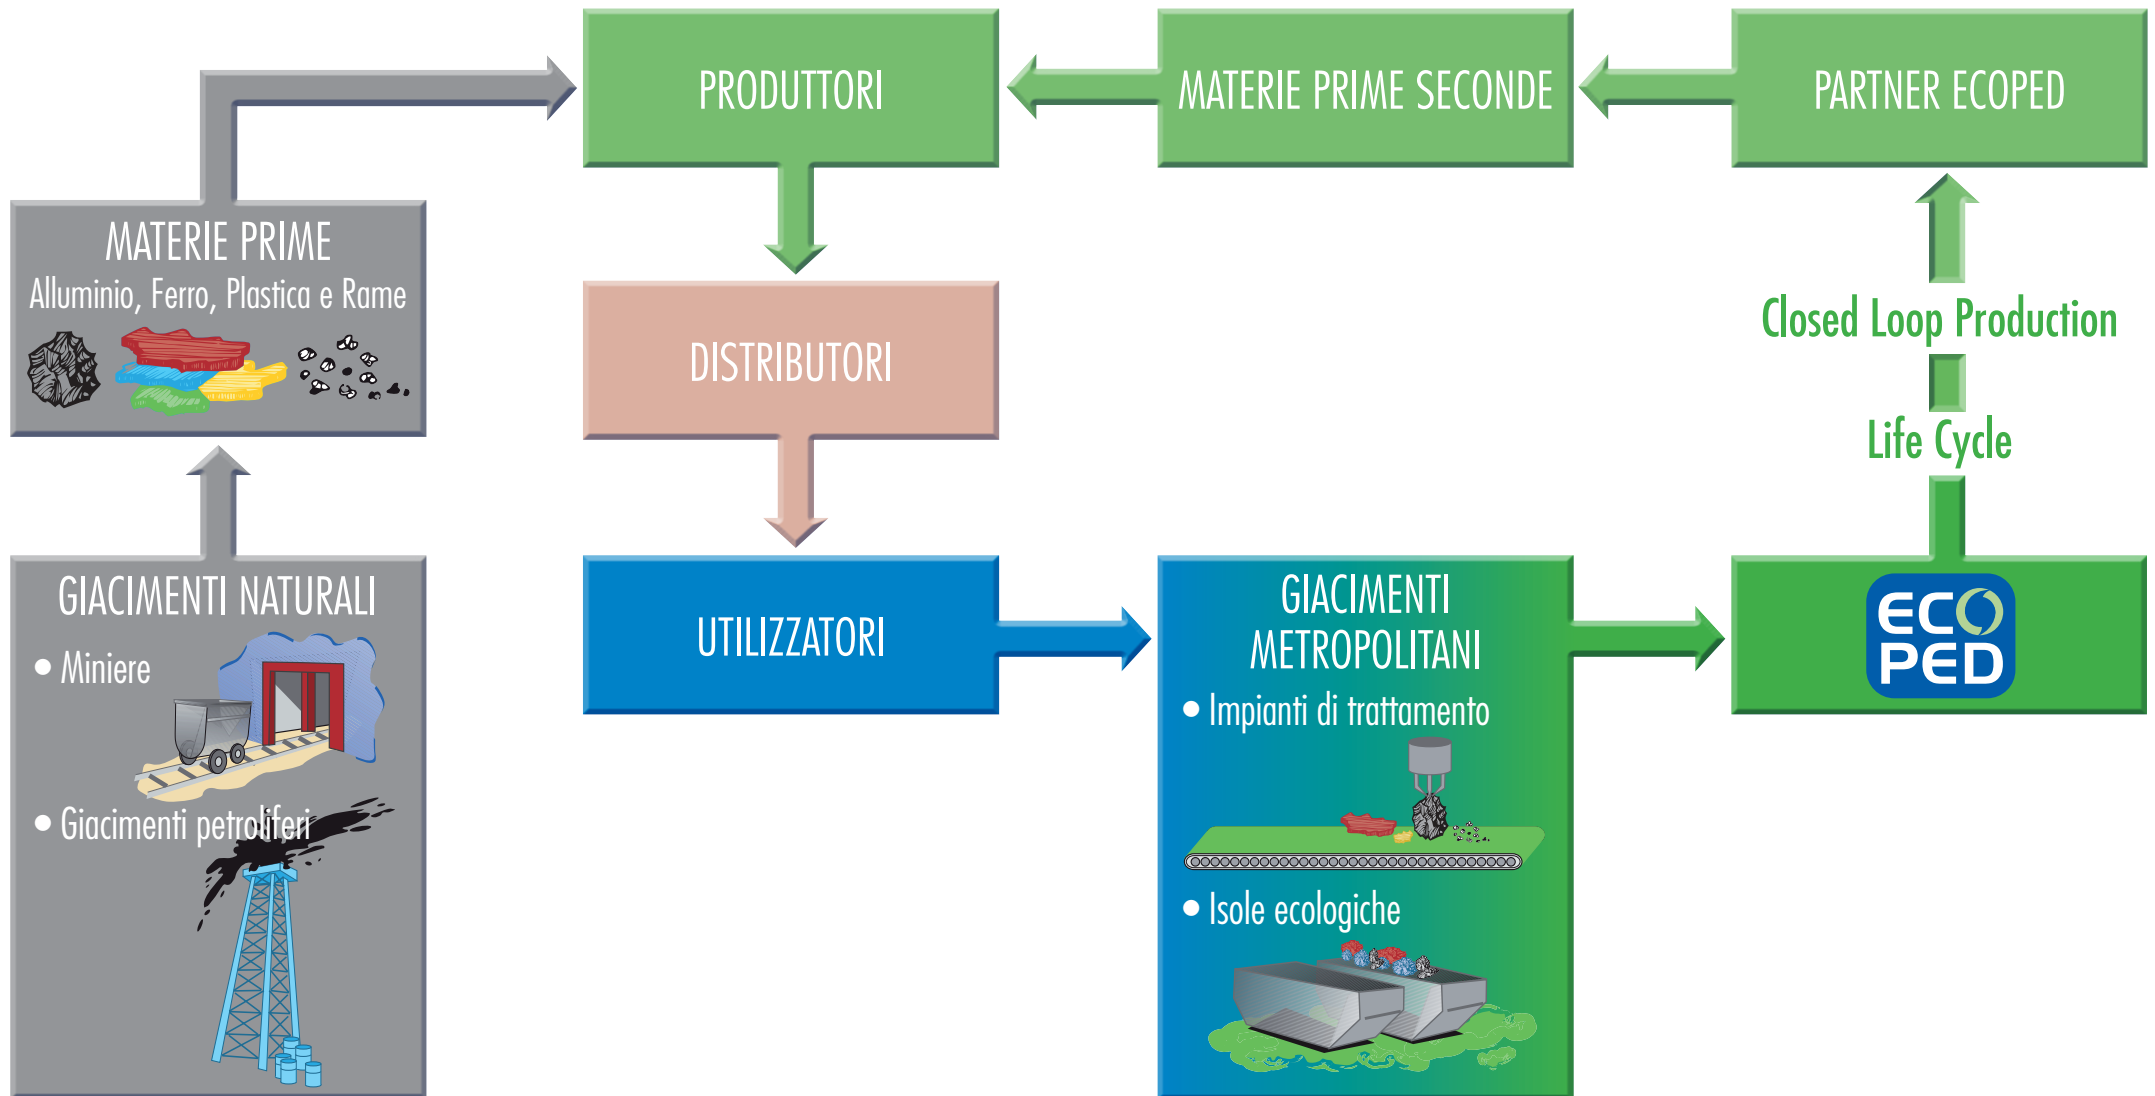 PRODUTTORI
MATERIE PRIME SECONDE
PARTNER ECOPED
MATERIE PRIME
Alluminio, Ferro, Plastica e Rame
DISTRIBUTORI
Closed Loop Production
Life Cycle
GIACIMENTI NATURALI
• Miniere
• Giacimenti petroliferi
UTILIZZATORI
GIACIMENTI
METROPOLITANI
• Impianti di trattamento
• Isole ecologiche
ECO
PED